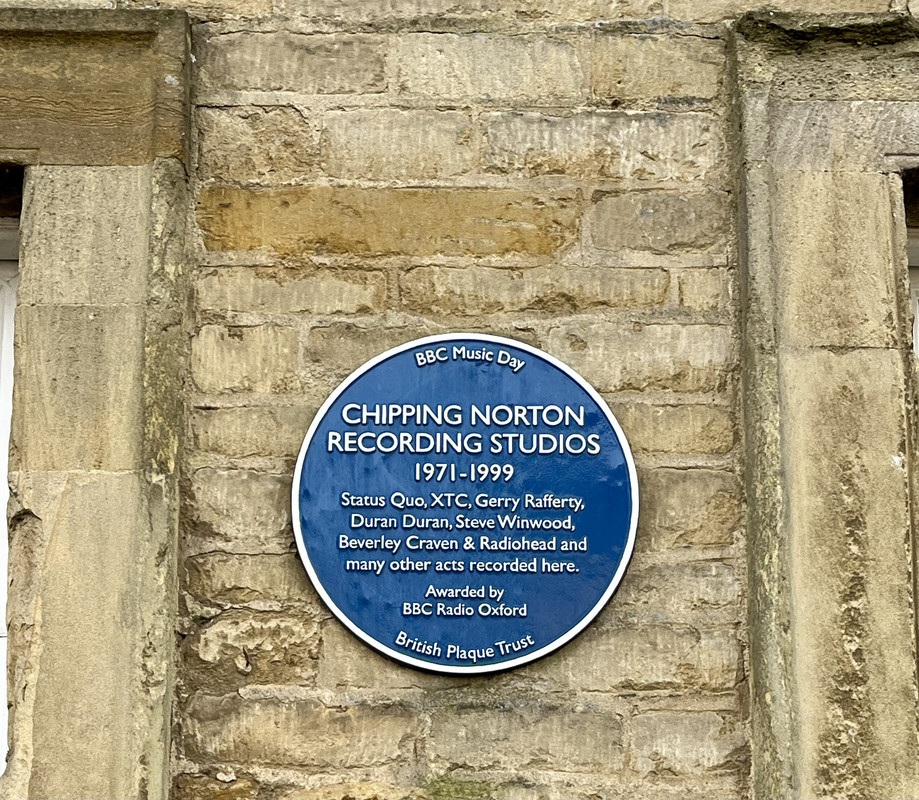 BBC Music Day
CHIPPING NORTON
RECORDING STUDIOS
1971-1999
Status Quo, XTC, Gerry Rafferty,
Duran Duran, Steve Winwood,
Beverley Craven & Radiohead and
many other acts recorded here.
Awarded by
BBC Radio Oxford
British Plaque Trust